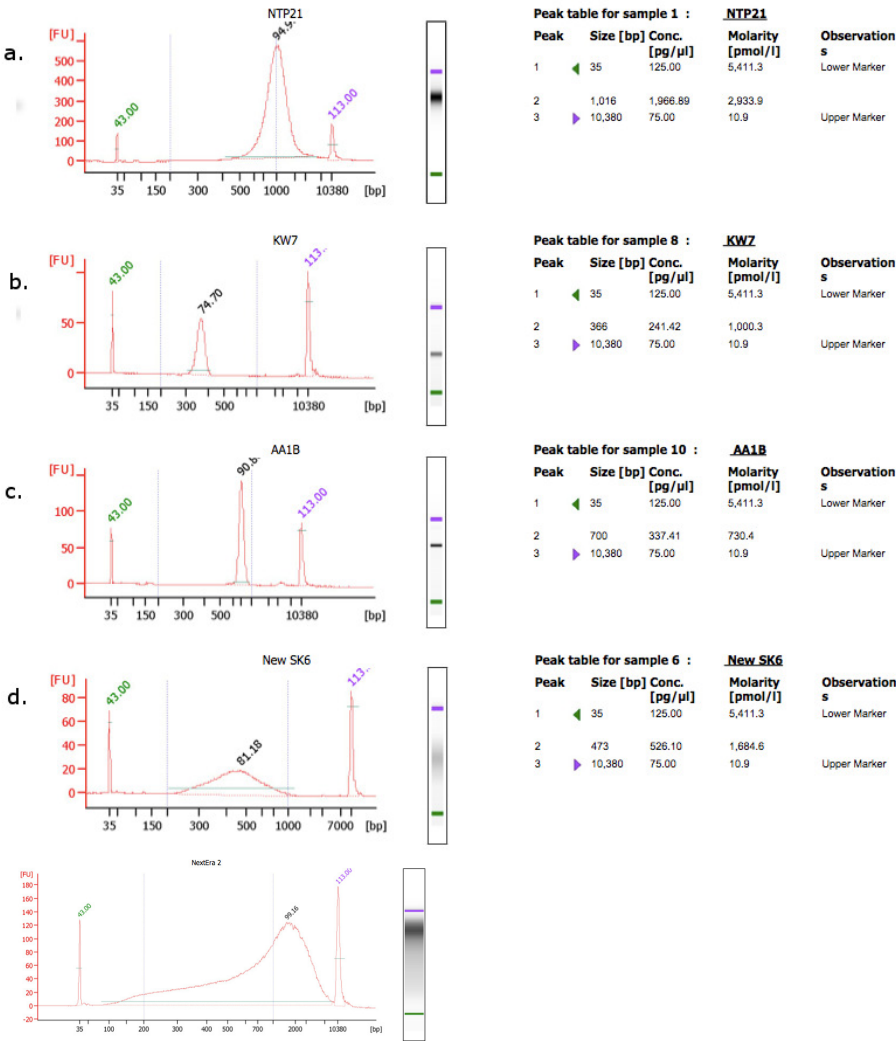 NTP21
[FU]
a.
43.00
113.00
500
400
300
200
100
0
35 150 300 500 1000 10380 [bp]
Peak table for sample 1 : NTP21
Peak Size [bp] Conc. [pg/µl] Molarity [pmol/l] Observations
1 35 125.00 5,411.3 Lower Marker
2 1,016 1,966.89 2,933.9
3 10,380 75.00 10.9 Upper Marker
KW7
[FU]
b.
43.00
74.70
113...
50
0
35 150 300 500 10380 [bp]
Peak table for sample 8 : KW7
Peak Size [bp] Conc. [pg/µl] Molarity [pmol/l] Observations
1 35 125.00 5,411.3 Lower Marker
2 366 241.42 1,000.3
3 10,380 75.00 10.9 Upper Marker
AA1B
[FU]
c.
43.00
113.00
100
50
0
35 150 300 500 10380 [bp]
Peak table for sample 10 : AA1B
Peak Size [bp] Conc. [pg/µl] Molarity [pmol/l] Observations
1 35 125.00 5,411.3 Lower Marker
2 700 337.41 730.4
3 10,380 75.00 10.9 Upper Marker
New SK6
[FU]
d.
43.00
81.18
113...
80
60
40
20
0
35 150 300 500 1000 7000 [bp]
Peak table for sample 6 : New SK6
Peak Size [bp] Conc. [pg/µl] Molarity [pmol/l] Observations
1 35 125.00 5,411.3 Lower Marker
2 473 526.10 1,684.6
3 10,380 75.00 10.9 Upper Marker
NextEra 2
[FU]
43.00
99.16
113.00
180
160
140
120
100
80
60
40
20
0
-20
35 100 200 300 400 500 700 2000 10380 [bp]